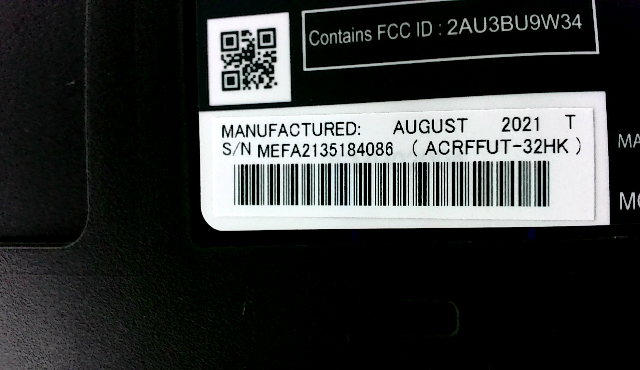 Contains FCC ID : 2AU3BU9W34
MANUFACTURED: AUGUST 2021 T
S/N MEFA2135184086 ( ACRFFUT-32HK )